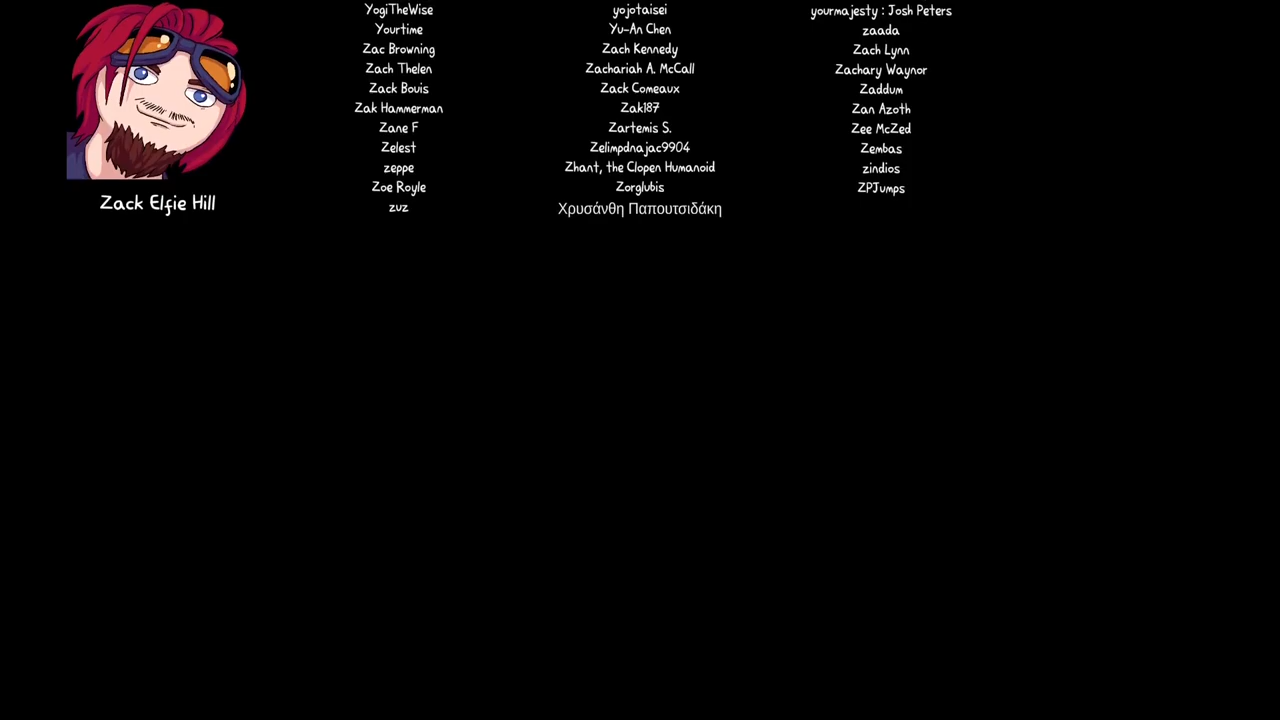 YogiTheWise
yojotaisei
yourmajesty : Josh Peters
Yourtime
Yu-An Chen
zaada
Zac Browning
Zach Kennedy
Zach Lynn
Zach Thelen
Zachariah A. McCall
Zachary Waynor
Zack Bouis
Zack Comeaux
Zaddum
Zak Hammerman
Zak187
Zan Azoth
Zane F
Zartemis S.
Zee McZed
Zelest
Zelimpdnajac9904
Zembas
zeppe
Zhant, the Clopen Humanoid
zindios
Zoe Royle
Zorglubis
ZPJumps
zuz
Χρυσάνθη Παπουτσιδάκη
Zack Elfie Hill